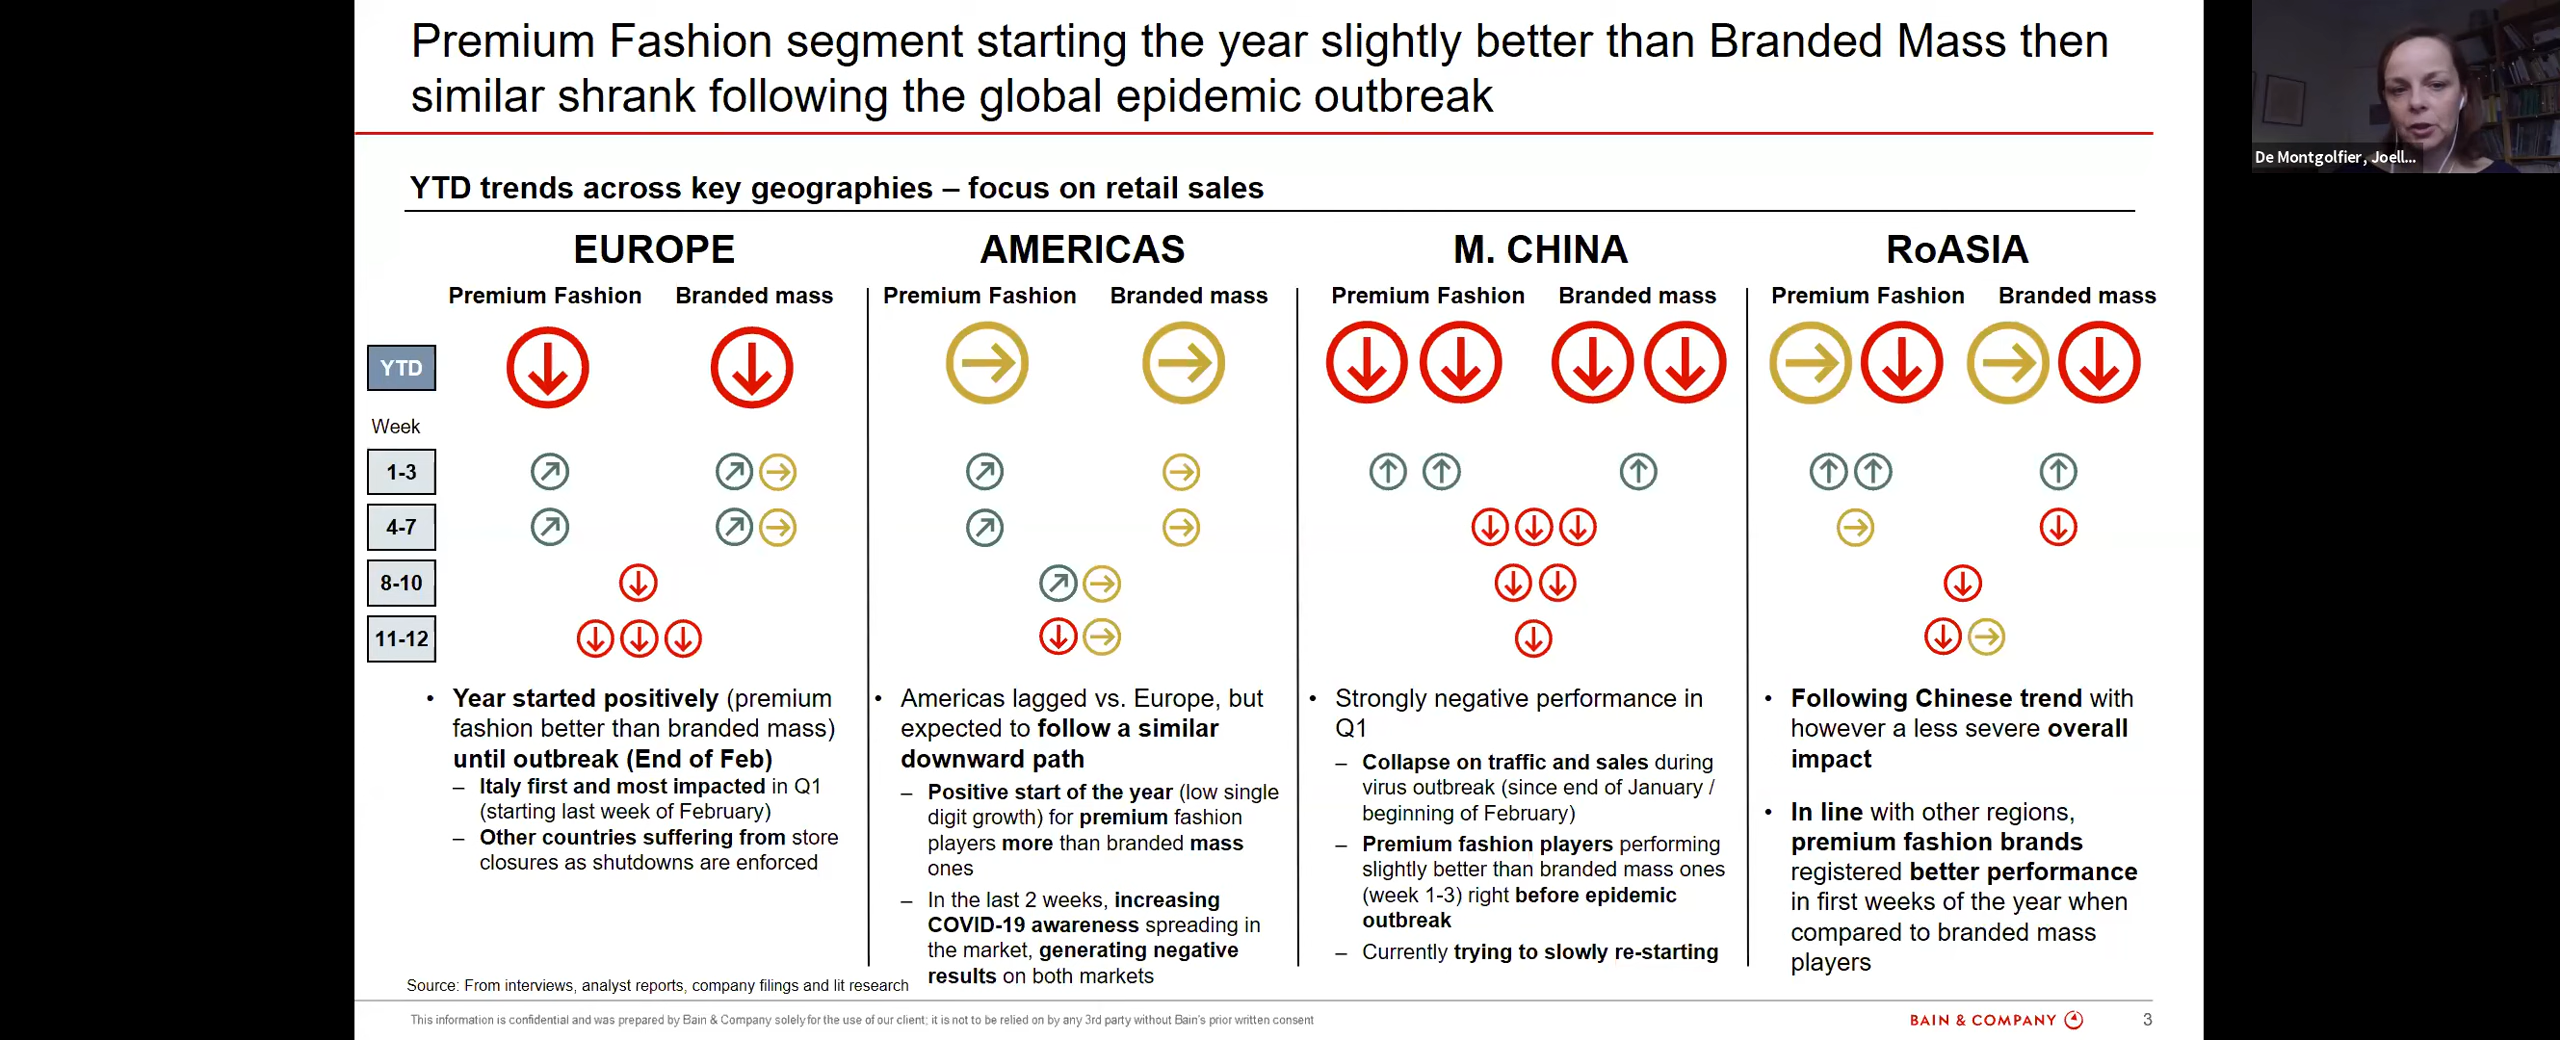 Premium Fashion segment starting the year slightly better than Branded Mass then
similar shrank following the global epidemic outbreak
De Montgolfier, Joell...
YTD trends across key geographies – focus on retail sales
EUROPE
AMERICAS
M. CHINA
RoASIA
Premium Fashion
Branded mass
Premium Fashion
Branded mass
Premium Fashion
Branded mass
Premium Fashion
Branded mass
YTD
Week
1-3
4-7
8-10
11-12
• Year started positively (premium
fashion better than branded mass)
until outbreak (End of Feb)
– Italy first and most impacted in Q1
(starting last week of February)
– Other countries suffering from store
closures as shutdowns are enforced
• Americas lagged vs. Europe, but
expected to follow a similar
downward path
– Positive start of the year (low single
digit growth) for premium fashion
players more than branded mass
ones
– In the last 2 weeks, increasing
COVID-19 awareness spreading in
the market, generating negative
results on both markets
• Strongly negative performance in
Q1
– Collapse on traffic and sales during
virus outbreak (since end of January /
beginning of February)
– Premium fashion players performing
slightly better than branded mass ones
(week 1-3) right before epidemic
outbreak
– Currently trying to slowly re-starting
• Following Chinese trend with
however a less severe overall
impact
• In line with other regions,
premium fashion brands
registered better performance
in first weeks of the year when
compared to branded mass
players
Source: From interviews, analyst reports, company filings and lit research
This information is confidential and was prepared by Bain & Company solely for the use of our client; it is not to be relied on by any 3rd party without Bain's prior written consent
BAIN & COMPANY
3